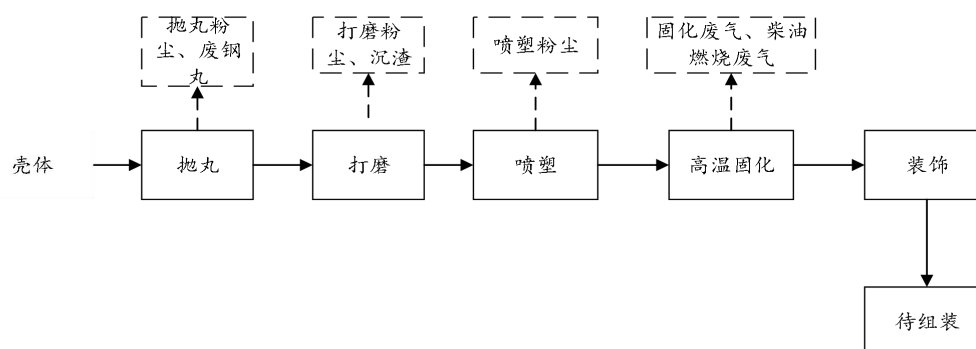 抛丸粉
尘、废钢
丸
打磨粉
尘、沉渣
喷塑粉尘
固化废气、柴油
燃烧废气
壳体
抛丸
打磨
喷塑
高温固化
装饰
待组装